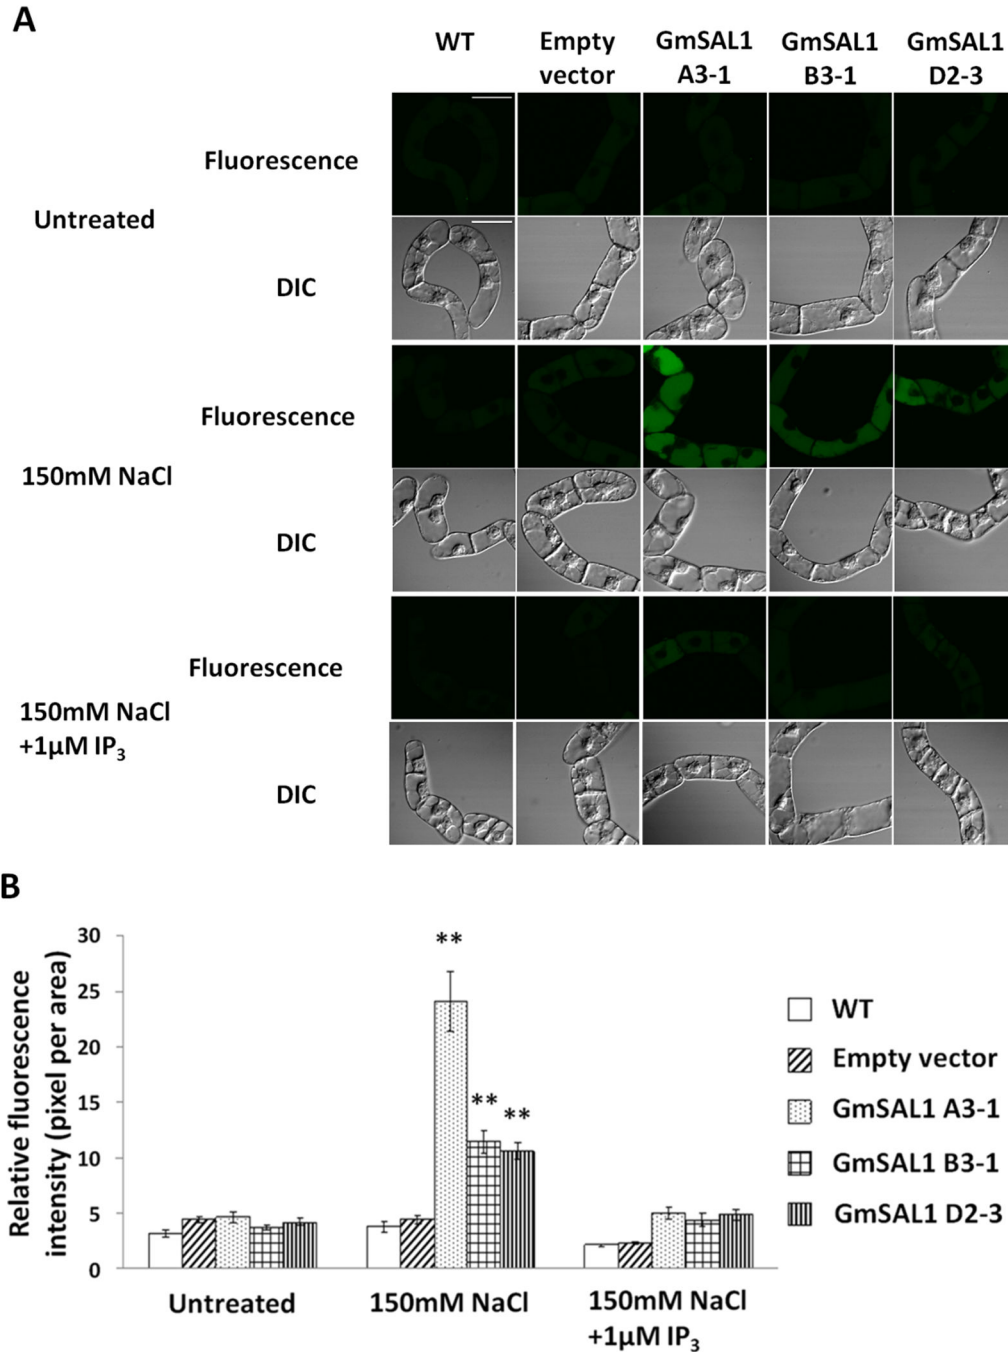 A
WT
Empty
vector
GmSAL1
A3-1
GmSAL1
B3-1
GmSAL1
D2-3
Fluorescence
Untreated
DIC
Fluorescence
150mM NaCl
DIC
Fluorescence
150mM NaCl
+1μM IP₃
DIC
B
Relative fluorescence
intensity (pixel per area)
30
25
20
15
10
5
0
**
**
**
Untreated
150mM NaCl
150mM NaCl
+1μM IP₃
WT
Empty vector
GmSAL1 A3-1
GmSAL1 B3-1
GmSAL1 D2-3